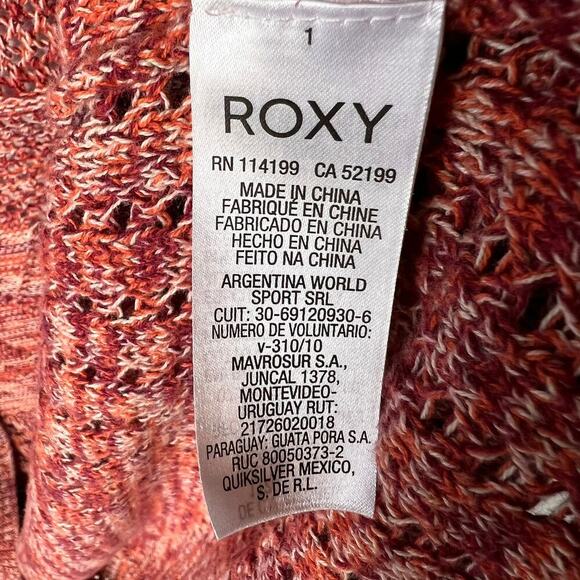 1
ROXY
RN 114199 CA 52199
MADE IN CHINA
FABRIQUÉ EN CHINE
FABRICADO EN CHINA
HECHO EN CHINA
FEITO NA CHINA
ARGENTINA WORLD
SPORT SRL
CUIT: 30-69120930-6
NUMERO DE VOLUNTARIO:
v-310/10
MAVROSUR S.A.,
JUNCAL 1378,
MONTEVIDEO-
URUGUAY RUT:
21726020018
PARAGUAY: GUATA PORA S.A.
RUC 80050373-2
QUIKSILVER MEXICO,
S. DE R.L.